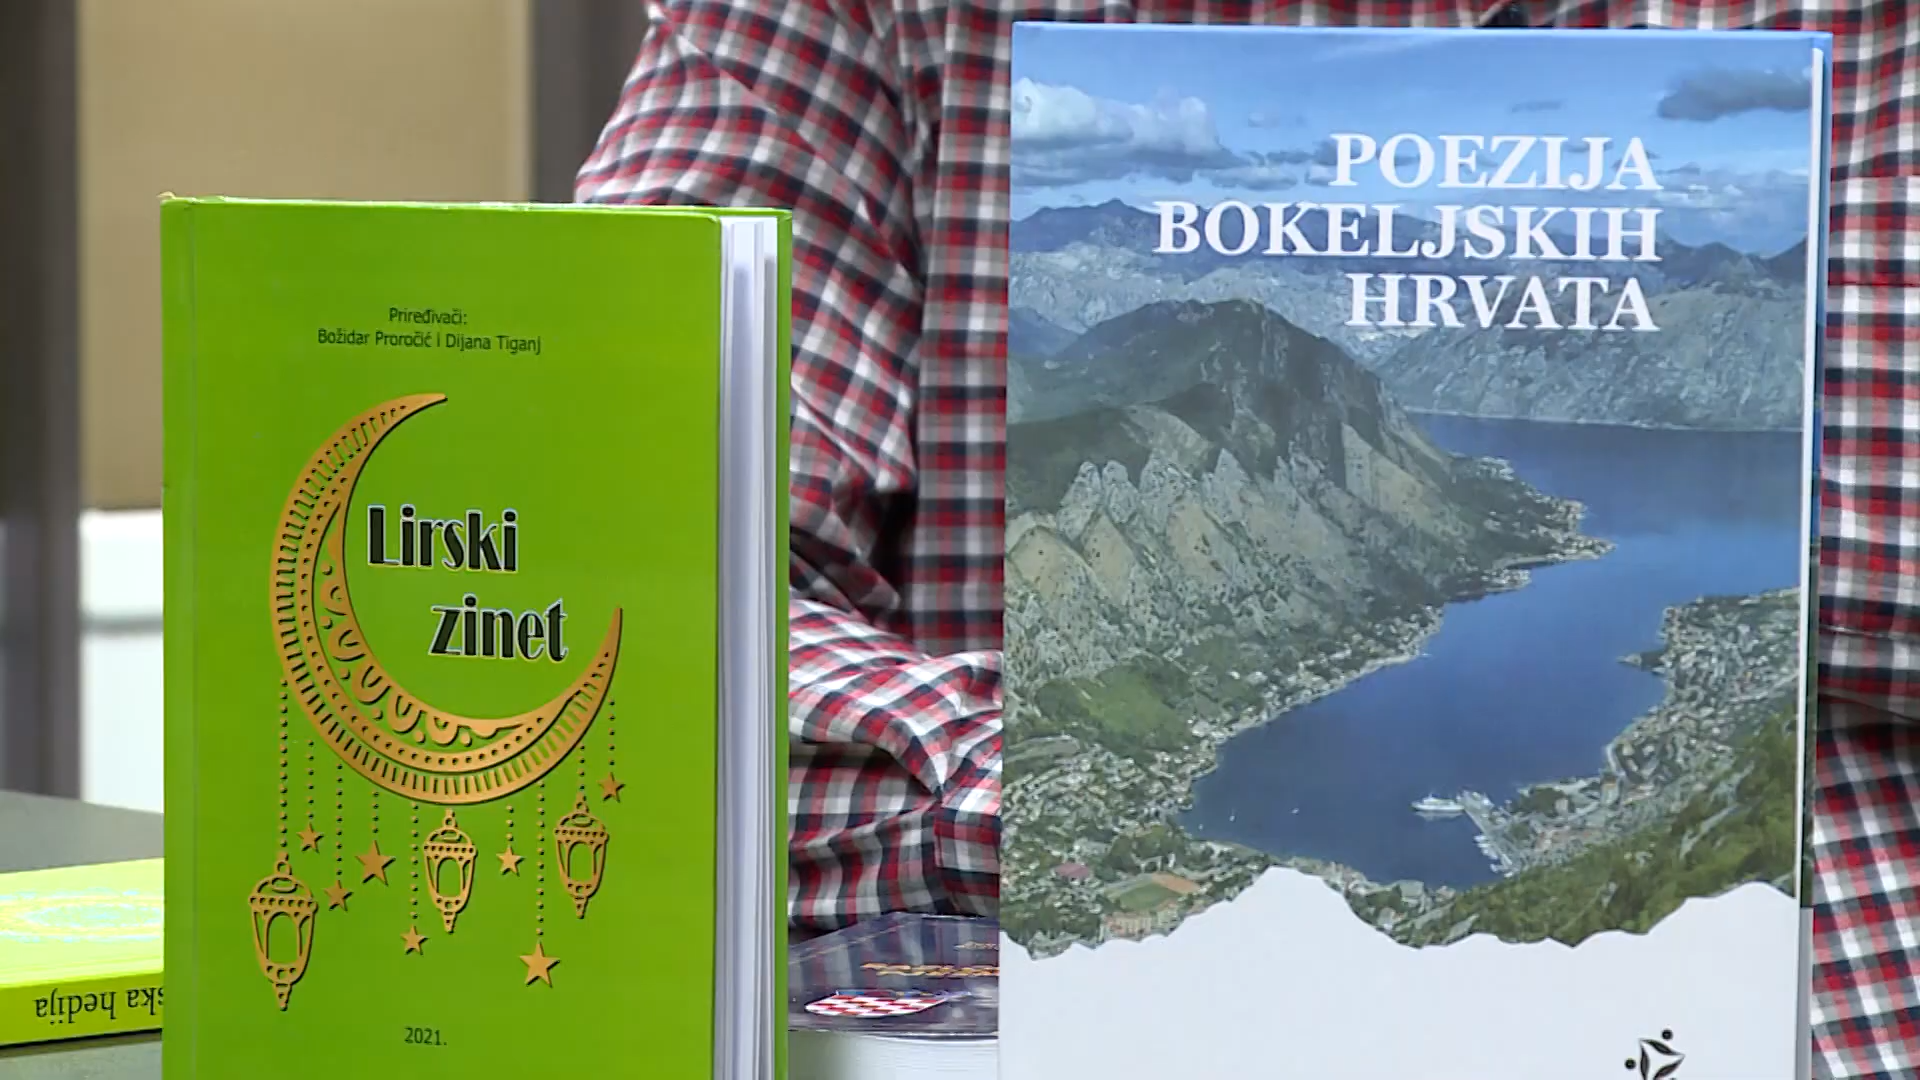 Priređivači:
Božidar Proročić i Dijana Tiganj
Lirski
zinet
2021.
POEZIJA
BOKELJSKIH
HRVATA
ska hedija